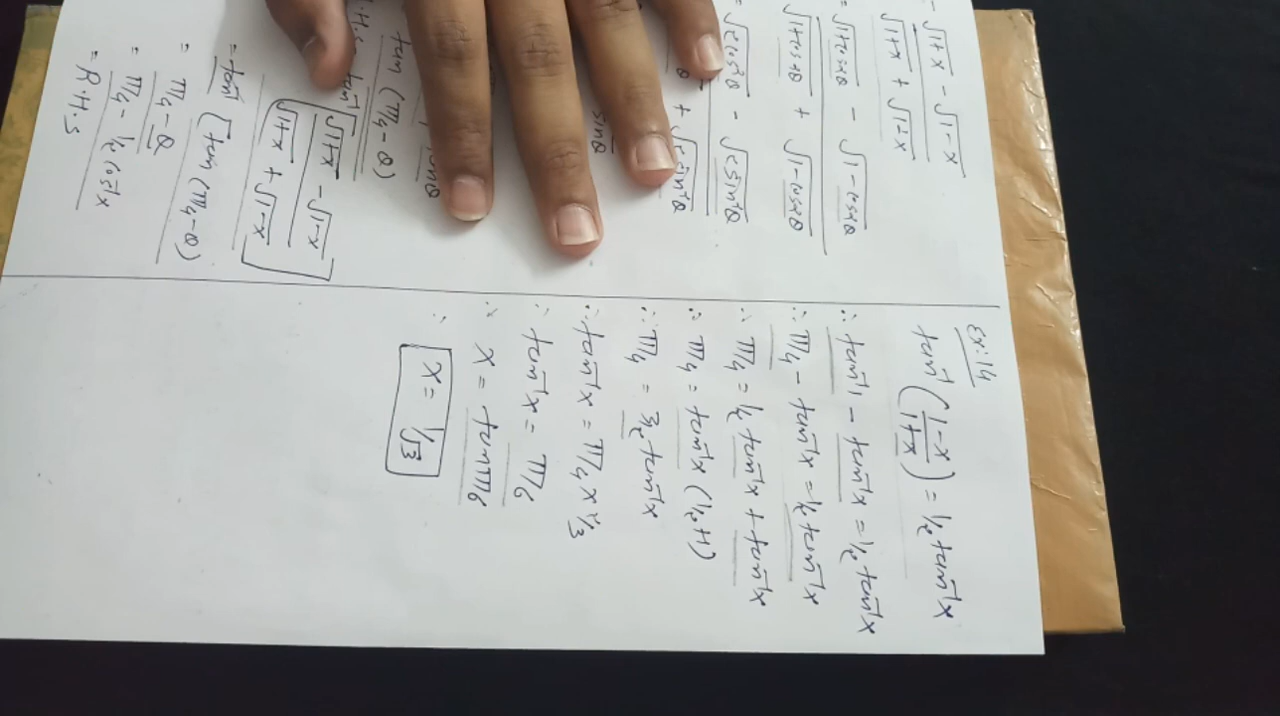 - √1+x - √1-x
√1+x + √1-x
= √1+cos2θ - √1-cos2θ
√1+cos2θ + √1-cos2θ
= √2cos²θ - √2sin²θ
+ √2sin²θ
sinθ
tanθ
tan (π/4 - θ)
L.H.S tan⁻¹ [√1+x - √1-x
√1+x + √1-x]
= tan⁻¹ [tan (π/4 - θ)
= π/4 - θ
= π/4 - 1/2 cos⁻¹x
= R.H.S
Ex:14
tan⁻¹ (1-x / 1+x) = 1/2 tan⁻¹x
∴ tan⁻¹1 - tan⁻¹x = 1/2 tan⁻¹x
∴ π/4 - tan⁻¹x = 1/2 tan⁻¹x
∴ π/4 = 1/2 tan⁻¹x + tan⁻¹x
∴ π/4 = tan⁻¹x (1/2+1)
∴ π/4 = 3/2 tan⁻¹x
∴ tan⁻¹x = π/4 x 2/3
∴ tan⁻¹x = π/6
∴ x = tan π/6
∴ x = 1/√3